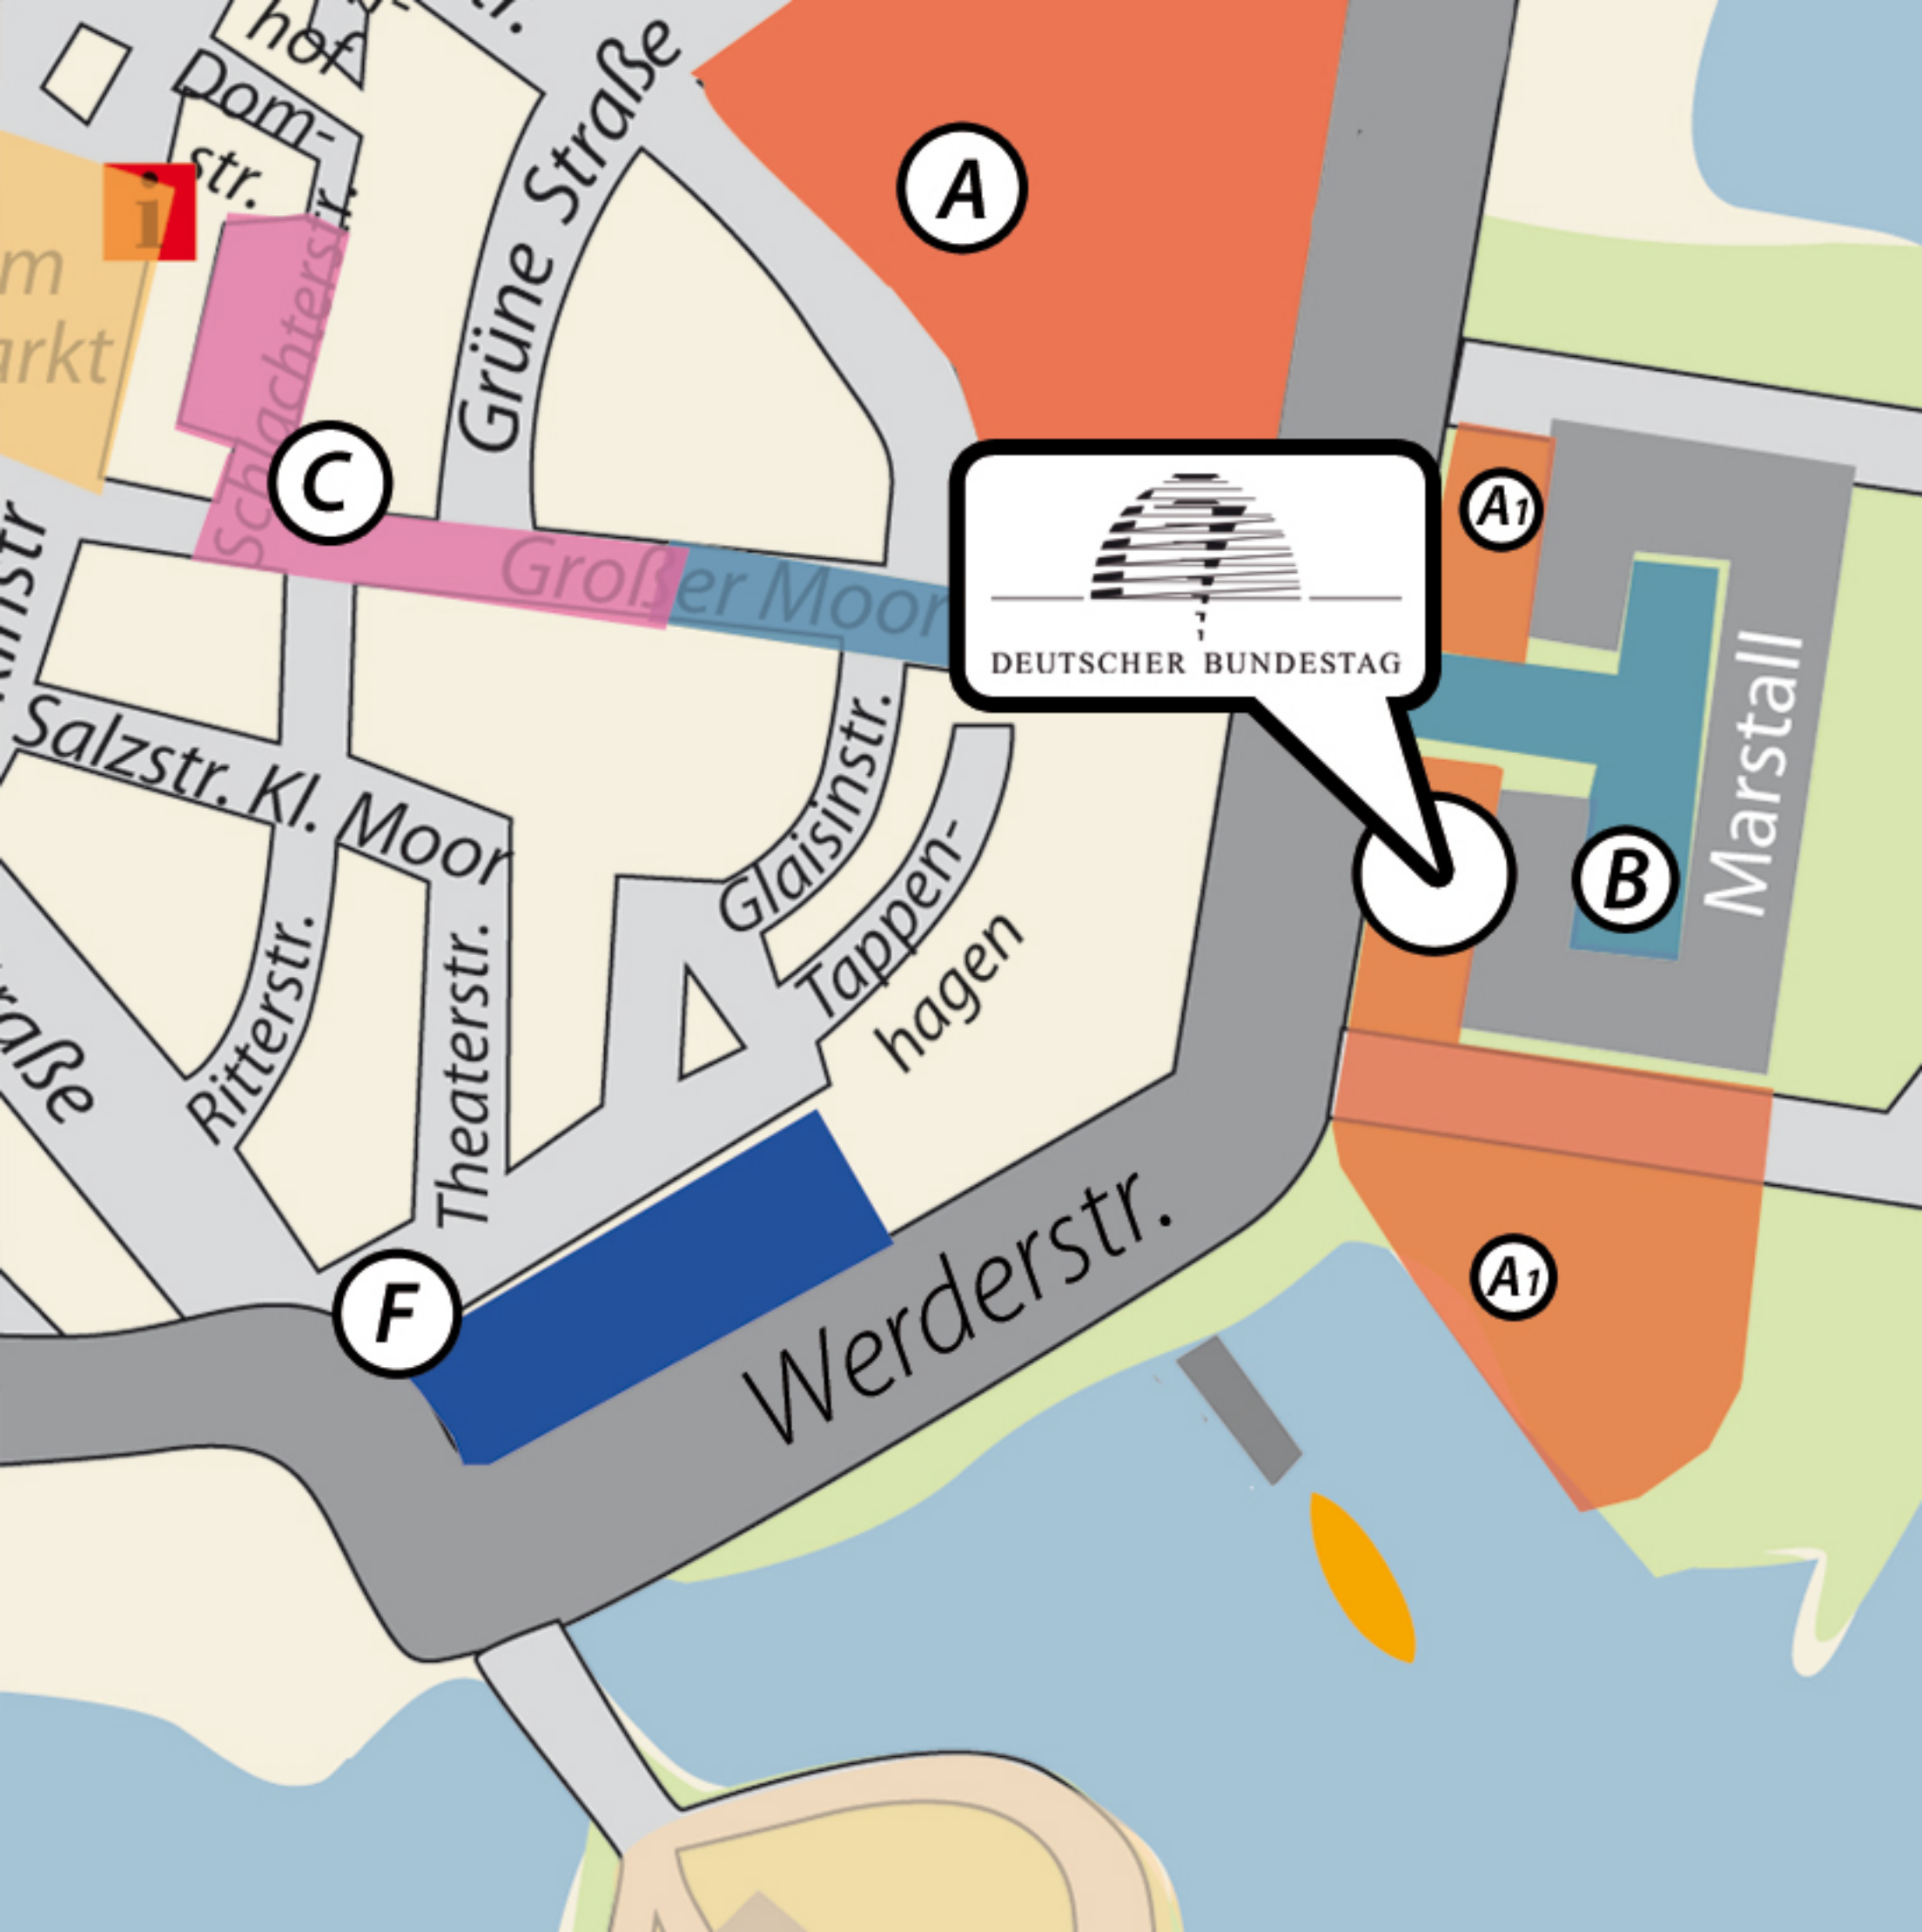 hof
Dom-
str.
i
m
arkt
Schlachterstr.
Grüne Straße
A
C
Großer Moor
DEUTSCHER BUNDESTAG
A1
Marstall
B
Salzstr.
Kl. Moor
Glaisinstr.
Tappen-
hagen
Ritterstr.
Theaterstr.
F
Werderstr.
A1